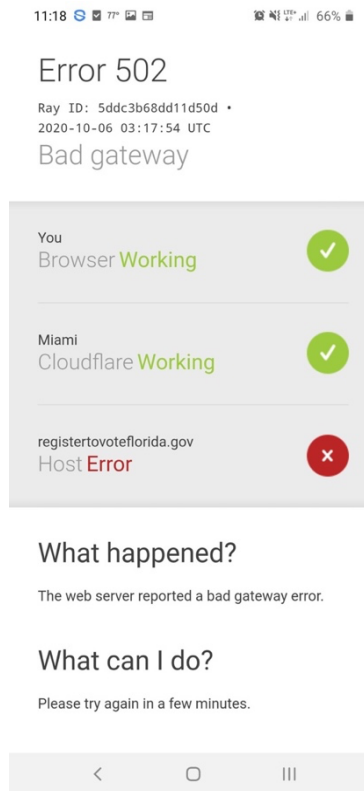 11:18 77° LTE+ 66%
Error 502
Ray ID: 5ddc3b68dd11d50d •
2020-10-06 03:17:54 UTC
Bad gateway
You
Browser Working
Miami
Cloudflare Working
registertovoteflorida.gov
Host Error
What happened?
The web server reported a bad gateway error.
What can I do?
Please try again in a few minutes.